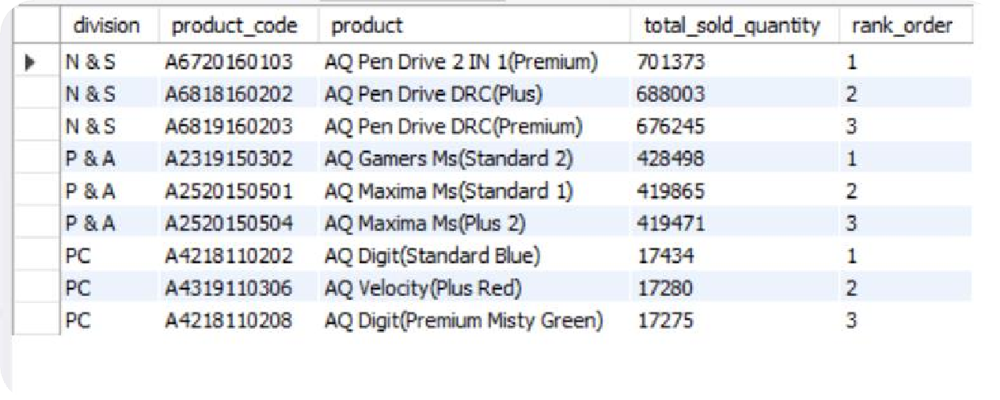 division product_code product total_sold_quantity rank_order
N & S A6720160103 AQ Pen Drive 2 IN 1(Premium) 701373 1
N & S A6818160202 AQ Pen Drive DRC(Plus) 688003 2
N & S A6819160203 AQ Pen Drive DRC(Premium) 676245 3
P & A A2319150302 AQ Gamers Ms(Standard 2) 428498 1
P & A A2520150501 AQ Maxima Ms(Standard 1) 419865 2
P & A A2520150504 AQ Maxima Ms(Plus 2) 419471 3
PC A4218110202 AQ Digit(Standard Blue) 17434 1
PC A4319110306 AQ Velocity(Plus Red) 17280 2
PC A4218110208 AQ Digit(Premium Misty Green) 17275 3